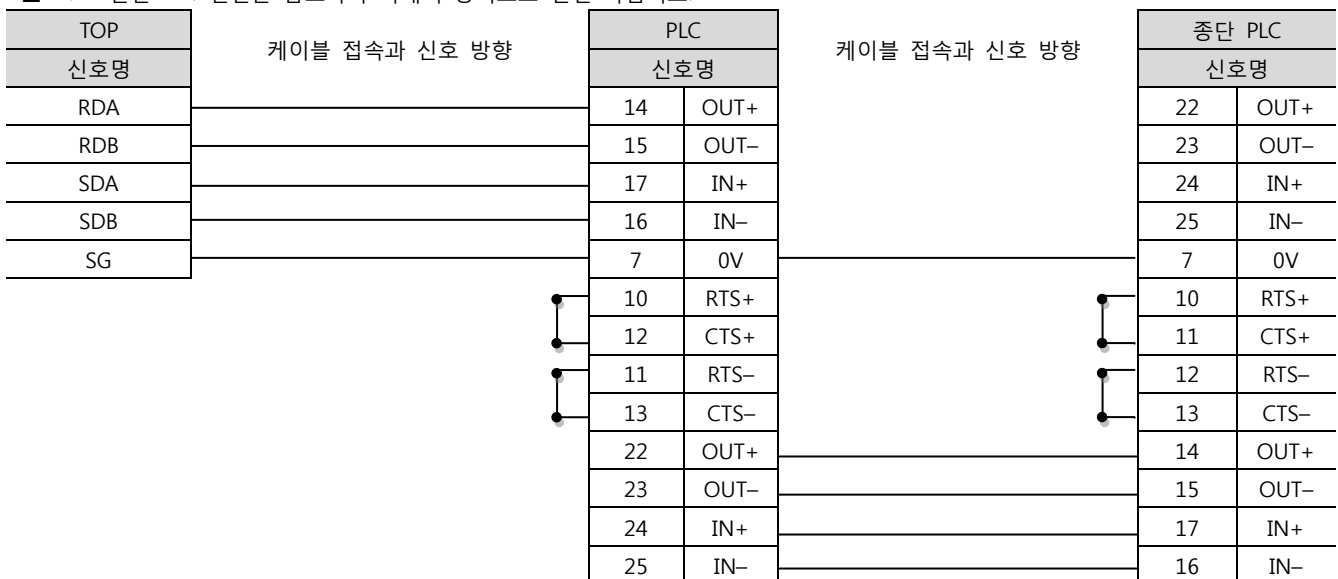 TOP 케이블 접속과 신호 방향 PLC 케이블 접속과 신호 방향 종단 PLC
신호명 신호명 신호명
RDA 14 OUT+ 22 OUT+
RDB 15 OUT– 23 OUT–
SDA 17 IN+ 24 IN+
SDB 16 IN– 25 IN–
SG 7 0V 7 0V
10 RTS+ 10 RTS+
12 CTS+ 11 CTS+
11 RTS– 12 RTS–
13 CTS– 13 CTS–
22 OUT+ 14 OUT+
23 OUT– 15 OUT–
24 IN+ 17 IN+
25 IN– 16 IN–